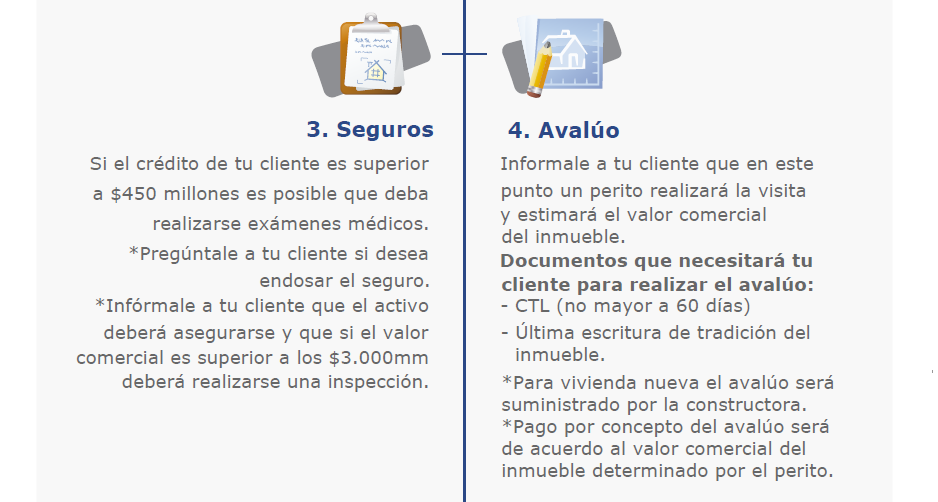 3. Seguros
Si el crédito de tu cliente es superior
a $450 millones es posible que deba
realizarse exámenes médicos.
*Pregúntale a tu cliente si desea
endosar el seguro.
*Infórmale a tu cliente que el activo
deberá asegurarse y que si el valor
comercial es superior a los $3.000mm
deberá realizarse una inspección.
4. Avalúo
Informale a tu cliente que en este
punto un perito realizará la visita
y estimará el valor comercial
del inmueble.
Documentos que necesitará tu
cliente para realizar el avalúo:
- CTL (no mayor a 60 días)
- Última escritura de tradición del
inmueble.
*Para vivienda nueva el avalúo será
suministrado por la constructora.
*Pago por concepto del avalúo será
de acuerdo al valor comercial del
inmueble determinado por el perito.